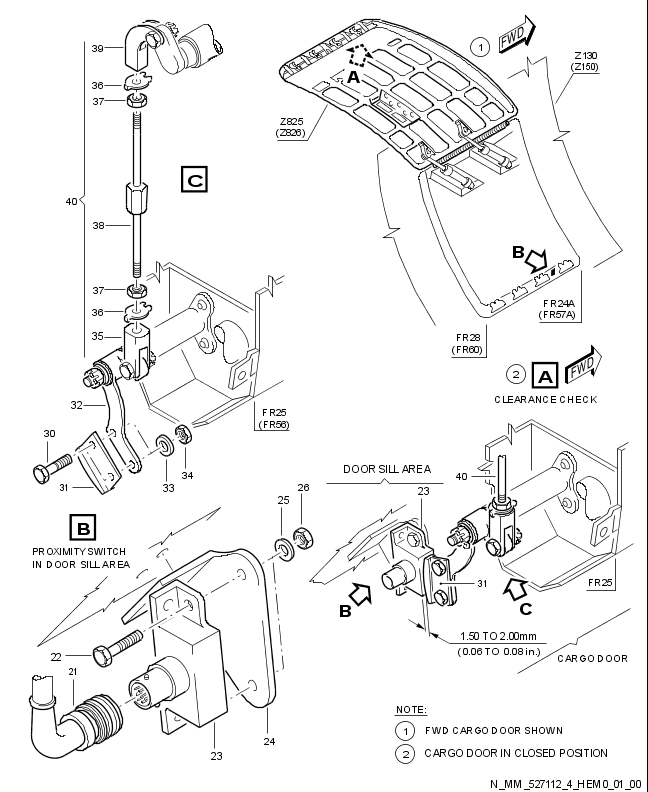 39
1
FWD
36
37
A
Z130
(Z150)
Z825
(Z826)
C
40
38
B
37
36
35
FR24A
(FR57A)
FR28
(FR60)
2
A
FWD
CLEARANCE CHECK
32
FR25
(FR56)
30
31
33
34
DOOR SILL AREA
40
23
26
25
B
PROXIMITY SWITCH
IN DOOR SILL AREA
31
FR25
B
C
1.50 TO 2.00mm
(0.06 TO 0.08 in.)
CARGO DOOR
22
21
23
24
NOTE:
1 FWD CARGO DOOR SHOWN
2 CARGO DOOR IN CLOSED POSITION
N_MM_527112_4_HEM0_01_00